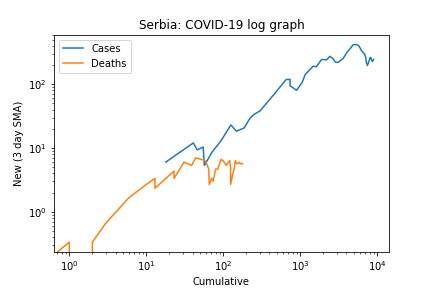 Serbia: COVID-19 log graph
Cases
Deaths
New (3 day SMA)
10²
10¹
10⁰
10⁰ 10¹ 10² 10³ 10⁴
Cumulative